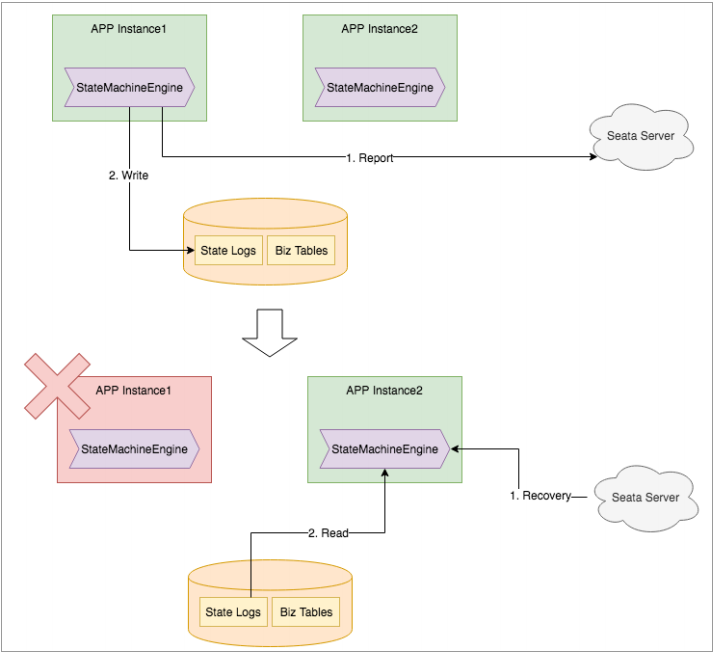 APP Instance1
APP Instance2
StateMachineEngine
StateMachineEngine
Seata Server
1. Report
2. Write
State Logs
Biz Tables
APP Instance1
APP Instance2
StateMachineEngine
StateMachineEngine
1. Recovery
Seata Server
2. Read
State Logs
Biz Tables